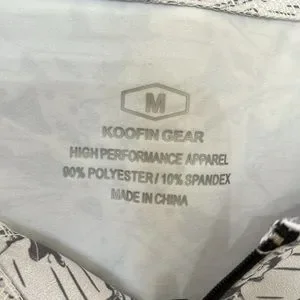 M
KOOFIN GEAR
HIGH PERFORMANCE APPAREL
90% POLYESTER / 10% SPANDEX
MADE IN CHINA